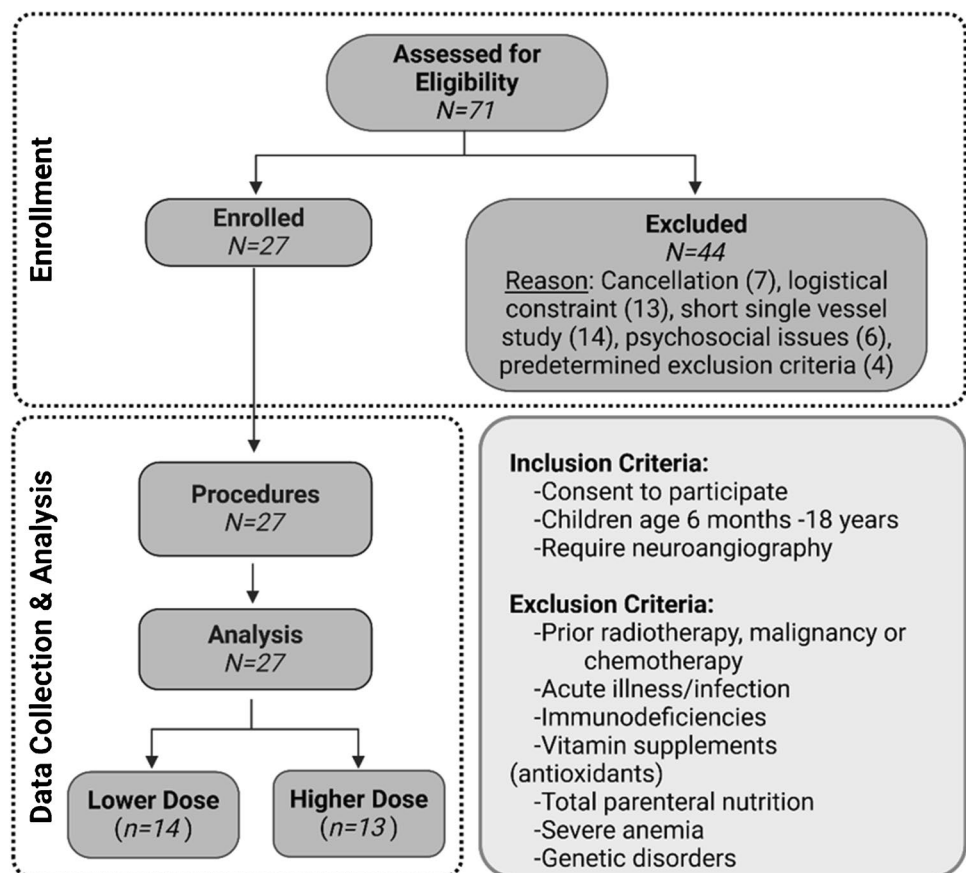 Enrollment
Assessed for
Eligibility
N=71
Enrolled
N=27
Excluded
N=44
Reason: Cancellation (7), logistical
constraint (13), short single vessel
study (14), psychosocial issues (6),
predetermined exclusion criteria (4)
Data Collection & Analysis
Procedures
N=27
Analysis
N=27
Lower Dose
(n=14)
Higher Dose
(n=13)
Inclusion Criteria:
-Consent to participate
-Children age 6 months -18 years
-Require neuroangiography
Exclusion Criteria:
-Prior radiotherapy, malignancy or
chemotherapy
-Acute illness/infection
-Immunodeficiencies
-Vitamin supplements
(antioxidants)
-Total parenteral nutrition
-Severe anemia
-Genetic disorders